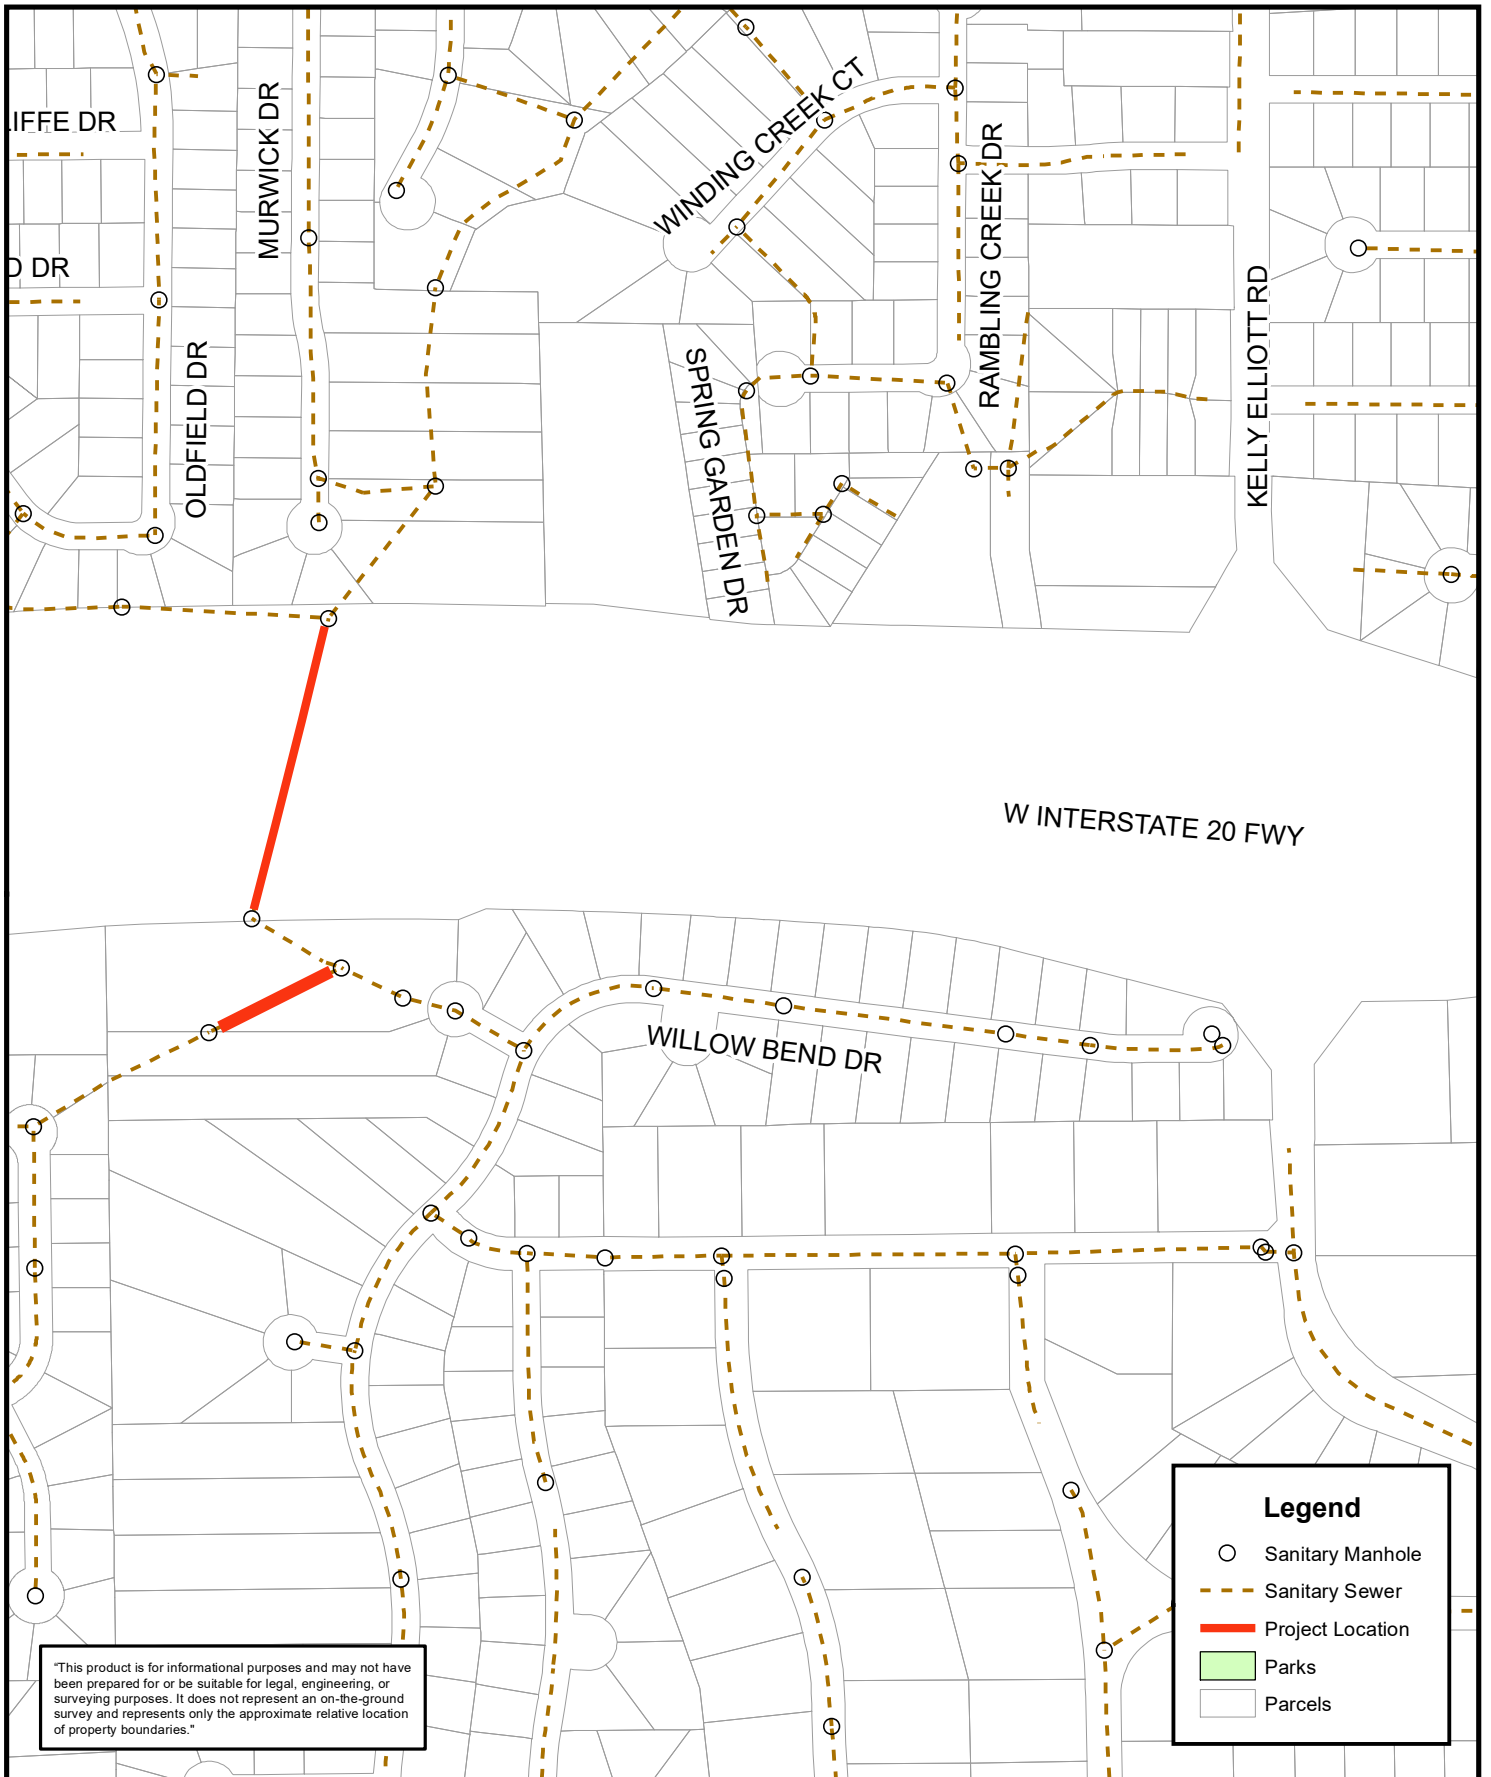 LIFFE DR
MURWICK DR
WINDING CREEK CT
RAMBLING CREEK DR
D DR
OLDFIELD DR
SPRING GARDEN DR
KELLY ELLIOTT RD
W INTERSTATE 20 FWY
WILLOW BEND DR
Legend
Sanitary Manhole
Sanitary Sewer
Project Location
Parks
Parcels
"This product is for informational purposes and may not have
been prepared for or be suitable for legal, engineering, or
surveying purposes. It does not represent an on-the-ground
survey and represents only the approximate relative location
of property boundaries."